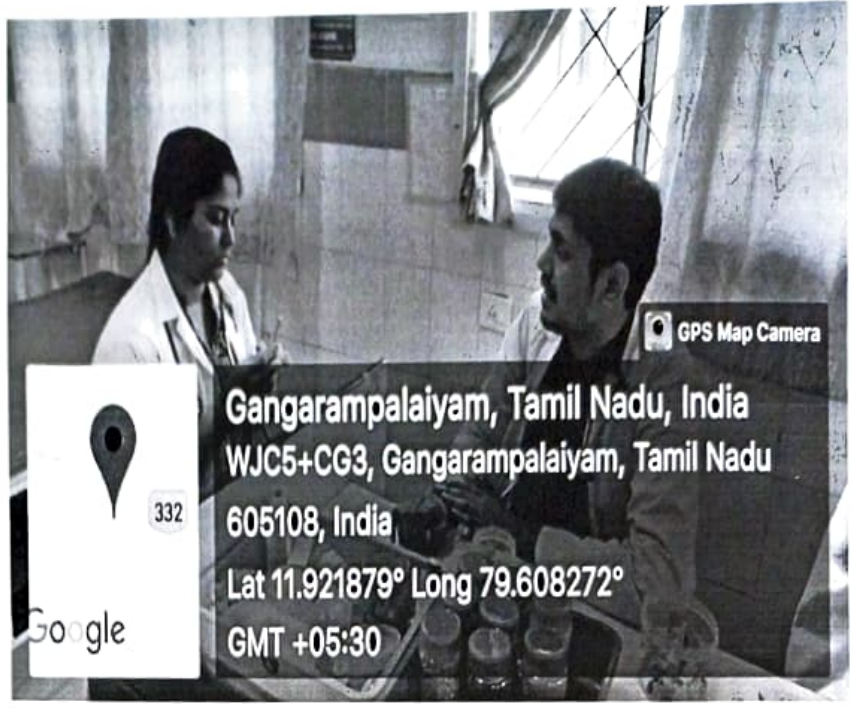 GPS Map Camera
Gangarampalaiyam, Tamil Nadu, India
WJC5+CG3, Gangarampalaiyam, Tamil Nadu
605108, India
Lat 11.921879° Long 79.608272°
GMT +05:30
332
Google